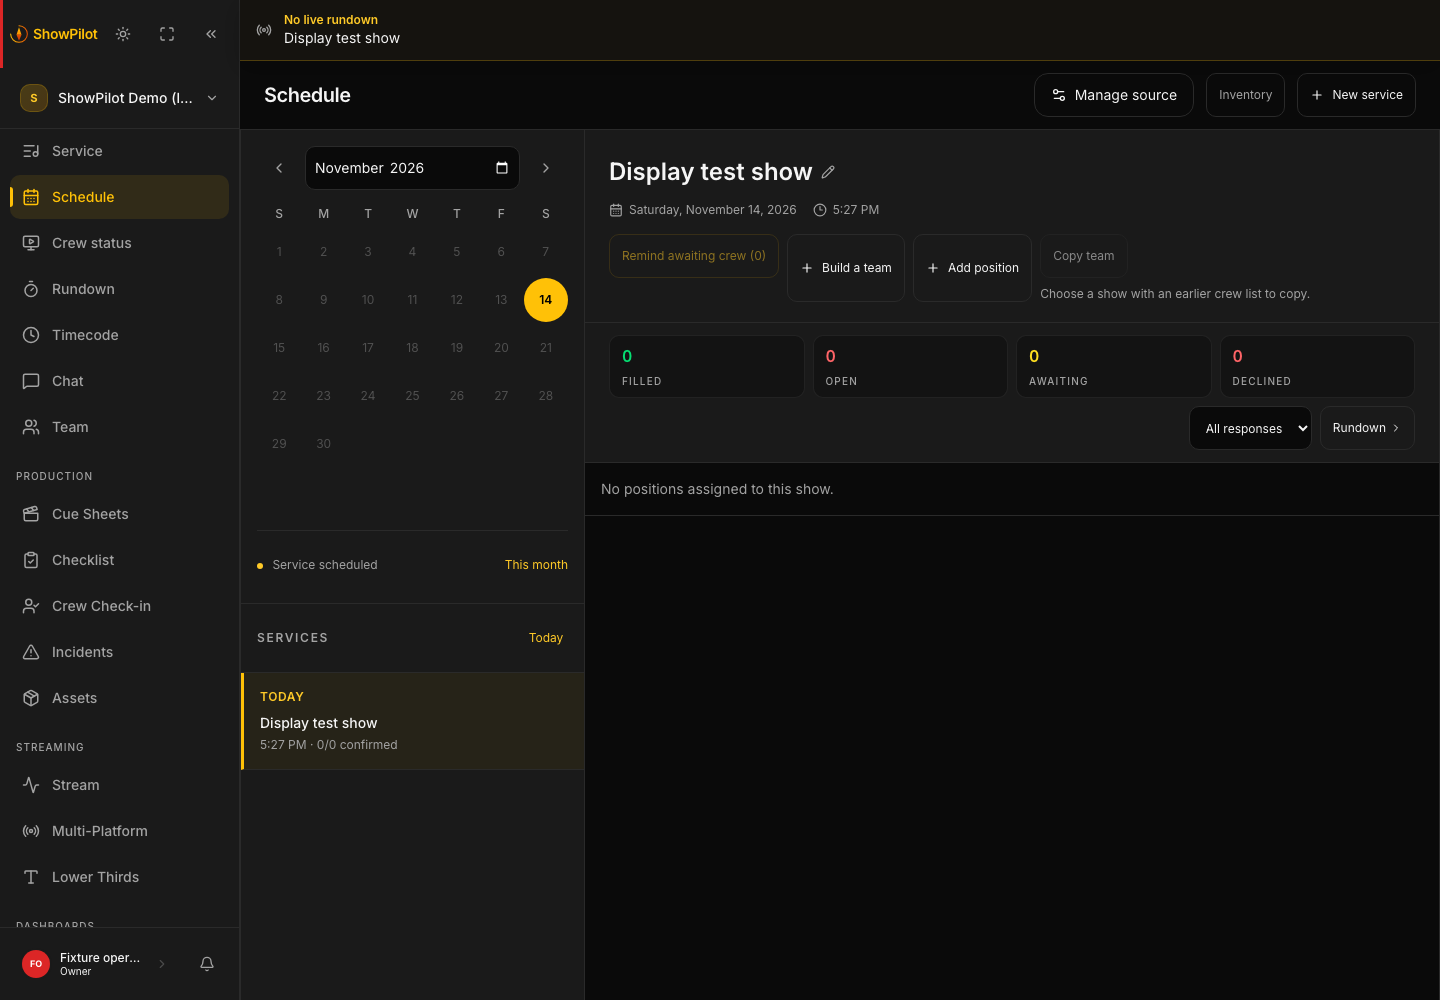 ShowPilot
S
ShowPilot Demo (I...
Service
Schedule
Crew status
Rundown
Timecode
Chat
Team
PRODUCTION
Cue Sheets
Checklist
Crew Check-in
Incidents
Assets
STREAMING
Stream
Multi-Platform
Lower Thirds
DASHBOARDS
FO
Fixture oper...
Owner
No live rundown
Display test show
Schedule
Manage source
Inventory
New service
November 2026
S M T W T F S
1 2 3 4 5 6 7
8 9 10 11 12 13 14
15 16 17 18 19 20 21
22 23 24 25 26 27 28
29 30
Service scheduled
This month
SERVICES
Today
TODAY
Display test show
5:27 PM · 0/0 confirmed
Display test show
Saturday, November 14, 2026
5:27 PM
Remind awaiting crew (0)
Build a team
Add position
Copy team
Choose a show with an earlier crew list to copy.
0
FILLED
0
OPEN
0
AWAITING
0
DECLINED
All responses
Rundown
No positions assigned to this show.